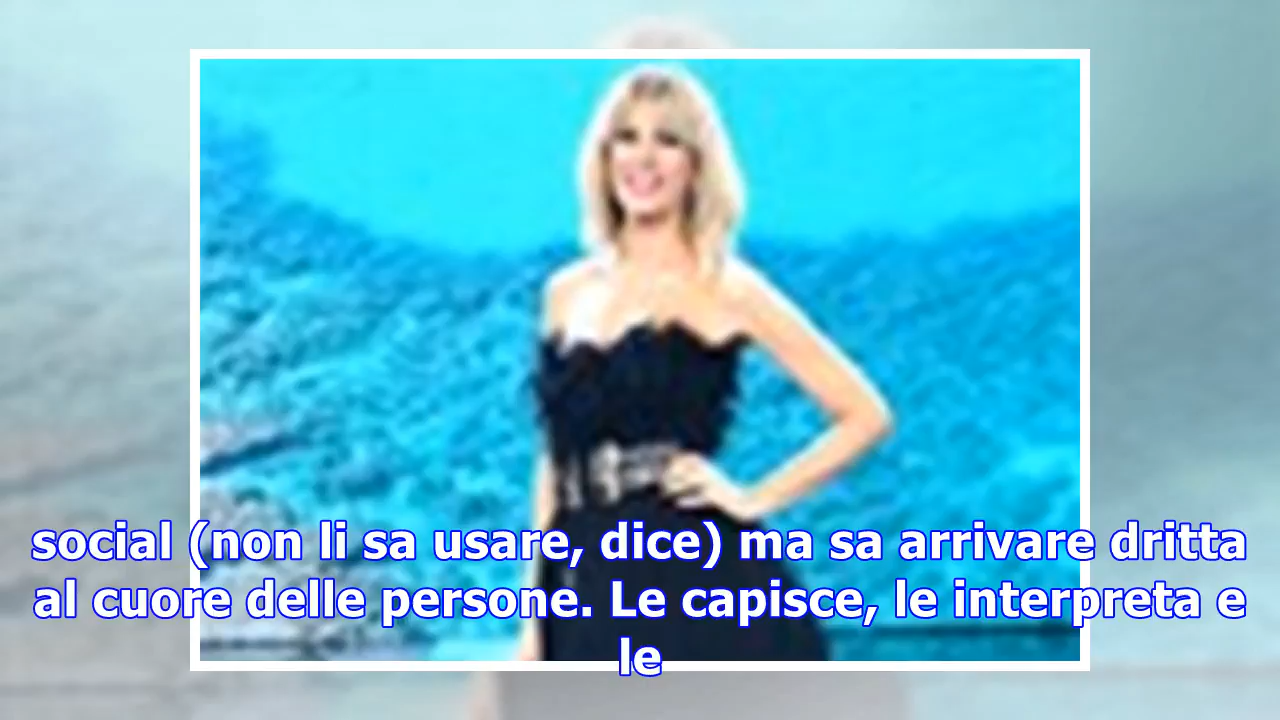 social (non li sa usare, dice) ma sa arrivare dritta
al cuore delle persone. Le capisce, le interpreta e
le